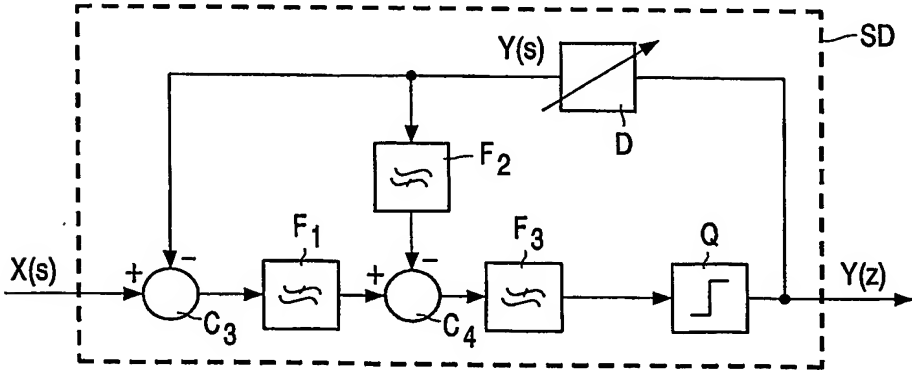 SD
Y(s)
D
F2
F1
F3
Q
X(s)
+
-
+
-
Y(z)
C3
C4